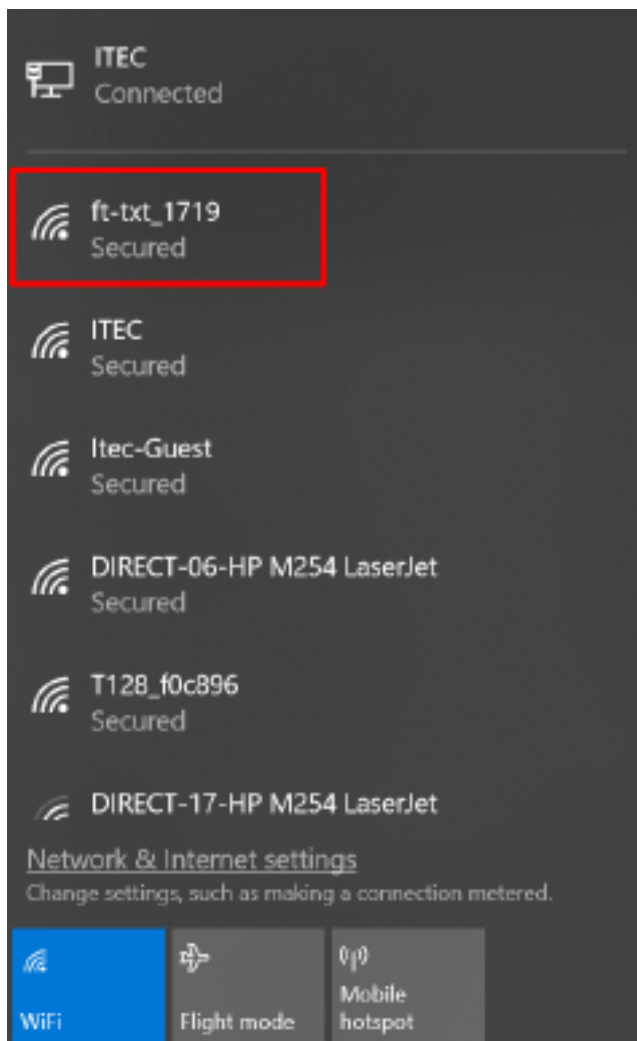 ITEC
Connected
ft-txt_1719
Secured
ITEC
Secured
Itec-Guest
Secured
DIRECT-06-HP M254 LaserJet
Secured
T128_f0c896
Secured
DIRECT-17-HP M254 LaserJet
Network & Internet settings
Change settings, such as making a connection metered.
WiFi
Flight mode
Mobile
hotspot